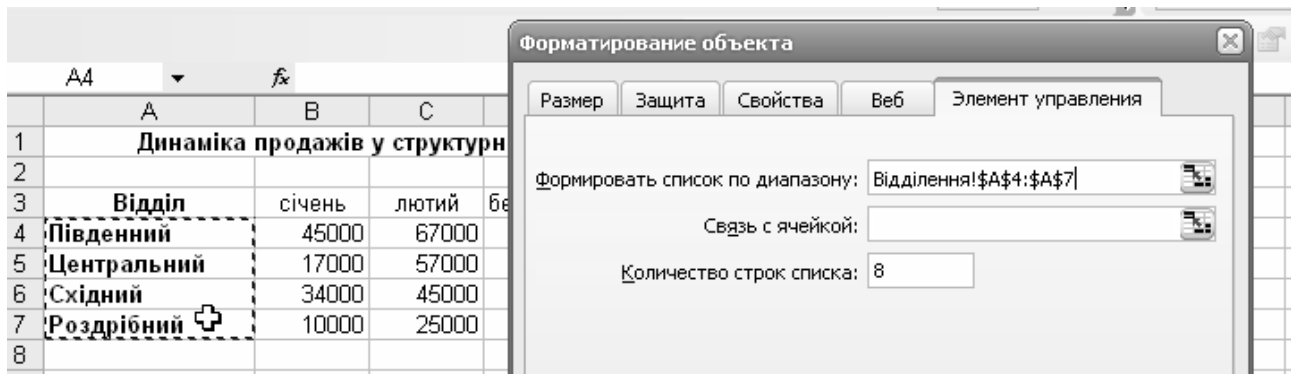 Форматирование объекта
A4 fx
Размер Защита Свойства Веб Элемент управления
A B C
1 Динаміка продажів у структурн
2
3 Відділ січень лютий бе
4 Південний 45000 67000
5 Центральний 17000 57000
6 Східний 34000 45000
7 Роздрібний 10000 25000
8
Формировать список по диапазону: Відділення!$A$4:$A$7
Связь с ячейкой:
Количество строк списка: 8